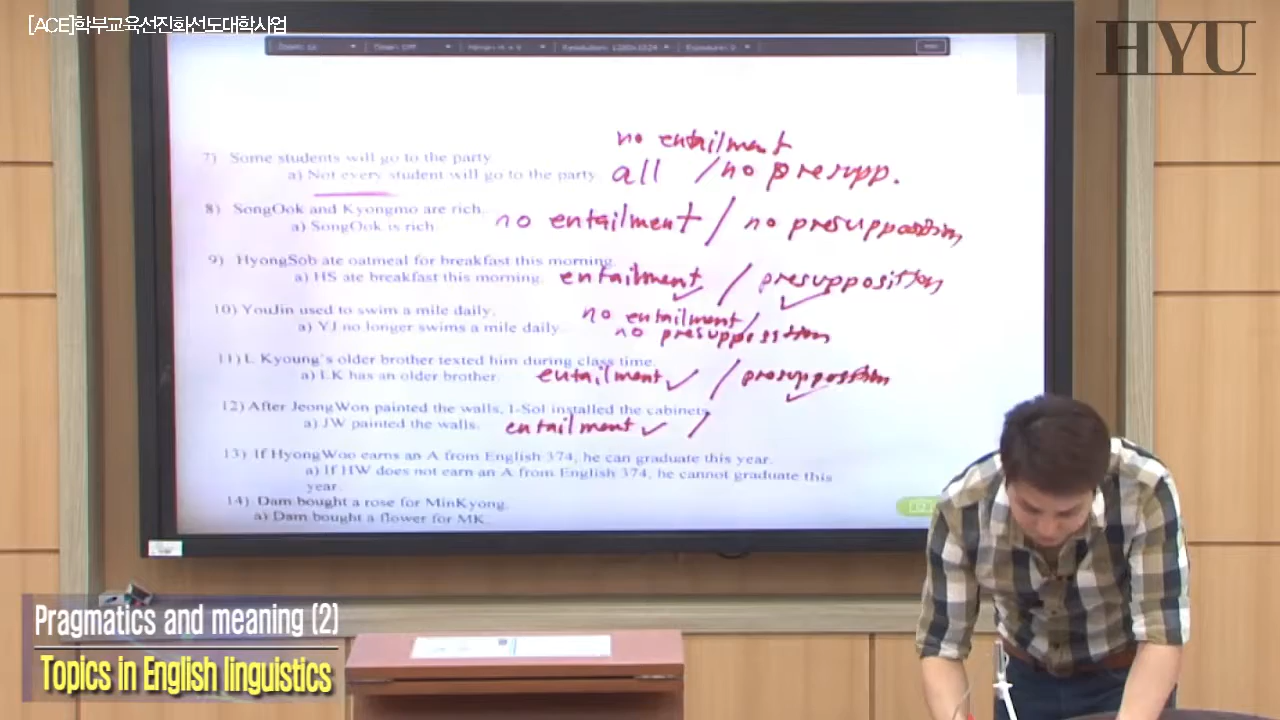 [ACE]학부교육선진화선도대학사업
HYU
no entailment
7) Some students will go to the party
a) Not every student will go to the party. all / no presupp.
8) SongOok and Kyongmo are rich.
a) SongOok is rich. no entailment / no presupposition
9) HyongSob ate oatmeal for breakfast this morning.
a) HS ate breakfast this morning. entailment ✓ / presupposition ✓
10) YouJin used to swim a mile daily. no entailment /
a) YJ no longer swims a mile daily. no presupposition
11) L Kyoung's older brother texted him during class time.
a) LK has an older brother. entailment ✓ / presupposition ✓
12) After JeongWon painted the walls, I-Sol installed the cabinets
a) JW painted the walls. entailment ✓ /
13) If HyongWoo earns an A from English 374, he can graduate this year.
a) If HW does not earn an A from English 374, he cannot graduate this
year.
14) Dam bought a rose for MinKyong.
a) Dam bought a flower for MK.
Pragmatics and meaning (2)
Topics in English linguistics